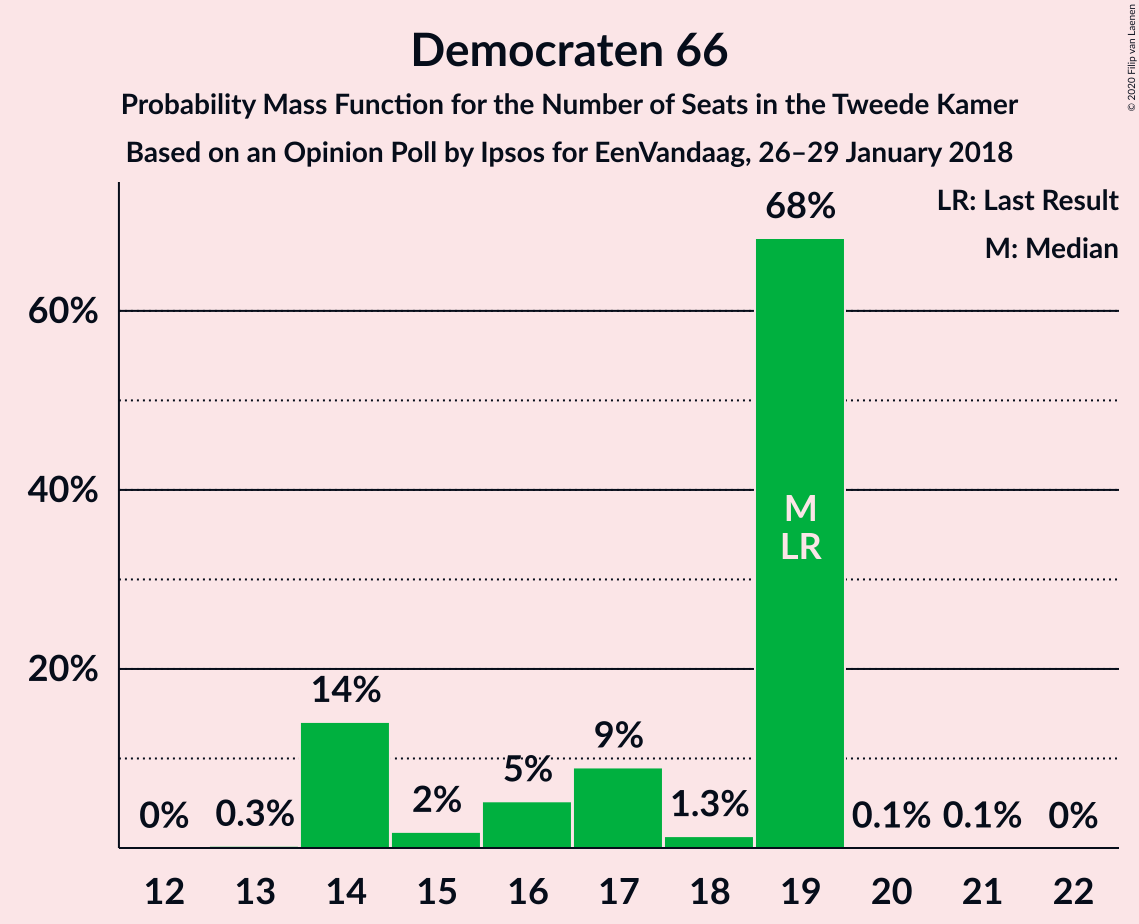 Democraten 66
Probability Mass Function for the Number of Seats in the Tweede Kamer
Based on an Opinion Poll by Ipsos for EenVandaag, 26–29 January 2018
© 2020 Filip van Laenen
LR: Last Result
M: Median
60%
40%
20%
0%
0.3%
14%
2%
5%
9%
1.3%
68%
0.1%
0.1%
0%
M
LR
12 13 14 15 16 17 18 19 20 21 22